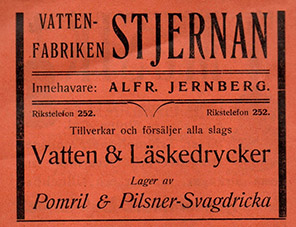 VATTEN-
FABRIKEN STJERNAN
Innehavare: ALFR. JERNBERG.
Rikstelefon 252. Rikstelefon 252.
Tillverkar och försäljer alla slags
Vatten & Läskedrycker
Lager av
Pomril & Pilsner-Svagdricka